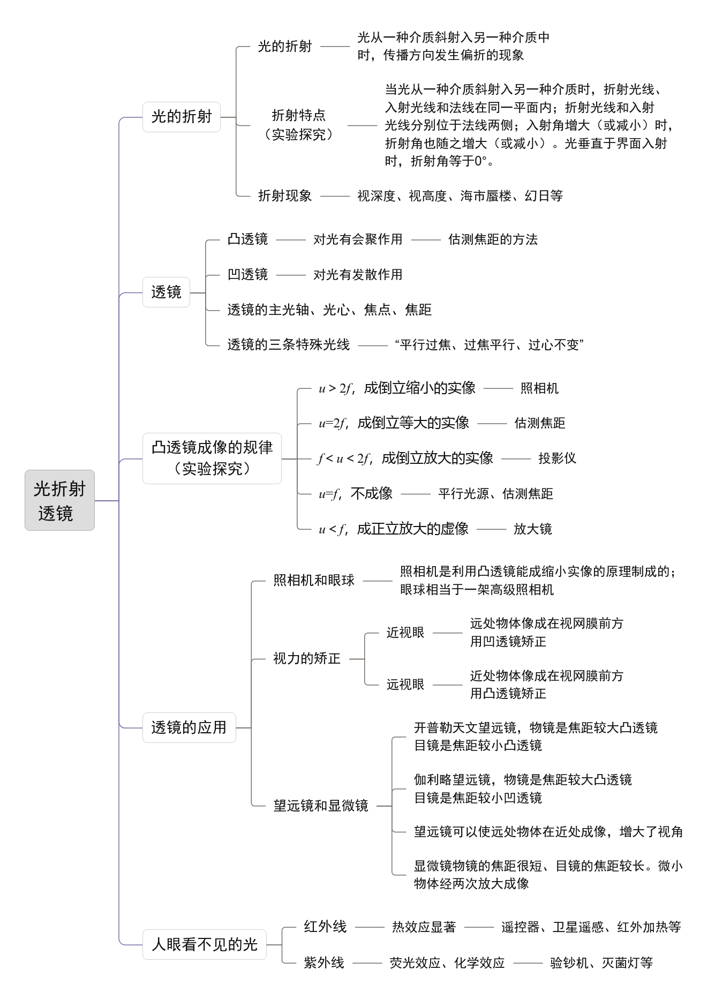 光折射
透镜
光的折射
光的折射
光从一种介质斜射入另一种介质中
时，传播方向发生偏折的现象
折射特点
（实验探究）
当光从一种介质斜射入另一种介质时，折射光线、
入射光线和法线在同一平面内；折射光线和入射
光线分别位于法线两侧；入射角增大（或减小）时，
折射角也随之增大（或减小）。光垂直于界面入射
时，折射角等于0°。
折射现象
视深度、视高度、海市蜃楼、幻日等
透镜
凸透镜
对光有会聚作用
估测焦距的方法
凹透镜
对光有发散作用
透镜的主光轴、光心、焦点、焦距
透镜的三条特殊光线
“平行过焦、过焦平行、过心不变”
凸透镜成像的规律
（实验探究）
u > 2f，成倒立缩小的实像
照相机
u=2f，成倒立等大的实像
估测焦距
f < u < 2f，成倒立放大的实像
投影仪
u=f，不成像
平行光源、估测焦距
u < f，成正立放大的虚像
放大镜
透镜的应用
照相机和眼球
照相机是利用凸透镜能成缩小实像的原理制成的；
眼球相当于一架高级照相机
视力的矫正
近视眼
远处物体像成在视网膜前方
用凹透镜矫正
远视眼
近处物体像成在视网膜前方
用凸透镜矫正
望远镜和显微镜
开普勒天文望远镜，物镜是焦距较大凸透镜
目镜是焦距较小凸透镜
伽利略望远镜，物镜是焦距较大凸透镜
目镜是焦距较小凹透镜
望远镜可以使远处物体在近处成像，增大了视角
显微镜物镜的焦距很短、目镜的焦距较长。微小
物体经两次放大成像
人眼看不见的光
红外线
热效应显著
遥控器、卫星遥感、红外加热等
紫外线
荧光效应、化学效应
验钞机、灭菌灯等